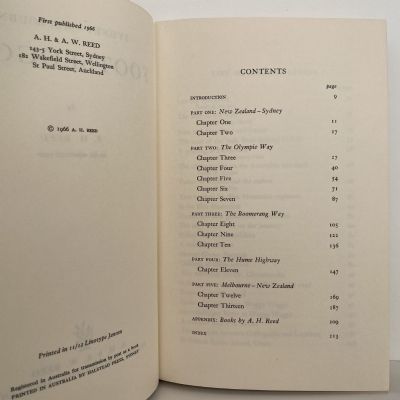 First published 1966
A. H. & A. W. REED
143-5 York Street, Sydney
182 Wakefield Street, Wellington
St Paul Street, Auckland
© 1966 A. H. REED
Printed in 11/12 Linotype Janson
Registered in Australia for transmission by post as a book
PRINTED IN AUSTRALIA BY HALSTEAD PRESS, SYDNEY
CONTENTS
page
INTRODUCTION 9
PART ONE: New Zealand–Sydney
Chapter One 11
Chapter Two 17
PART TWO: The Olympic Way
Chapter Three 27
Chapter Four 40
Chapter Five 54
Chapter Six 71
Chapter Seven 87
PART THREE: The Boomerang Way
Chapter Eight 105
Chapter Nine 122
Chapter Ten 136
PART FOUR: The Hume Highway
Chapter Eleven 147
PART FIVE: Melbourne–New Zealand
Chapter Twelve 169
Chapter Thirteen 187
APPENDIX: Books by A. H. Reed 209
INDEX 213